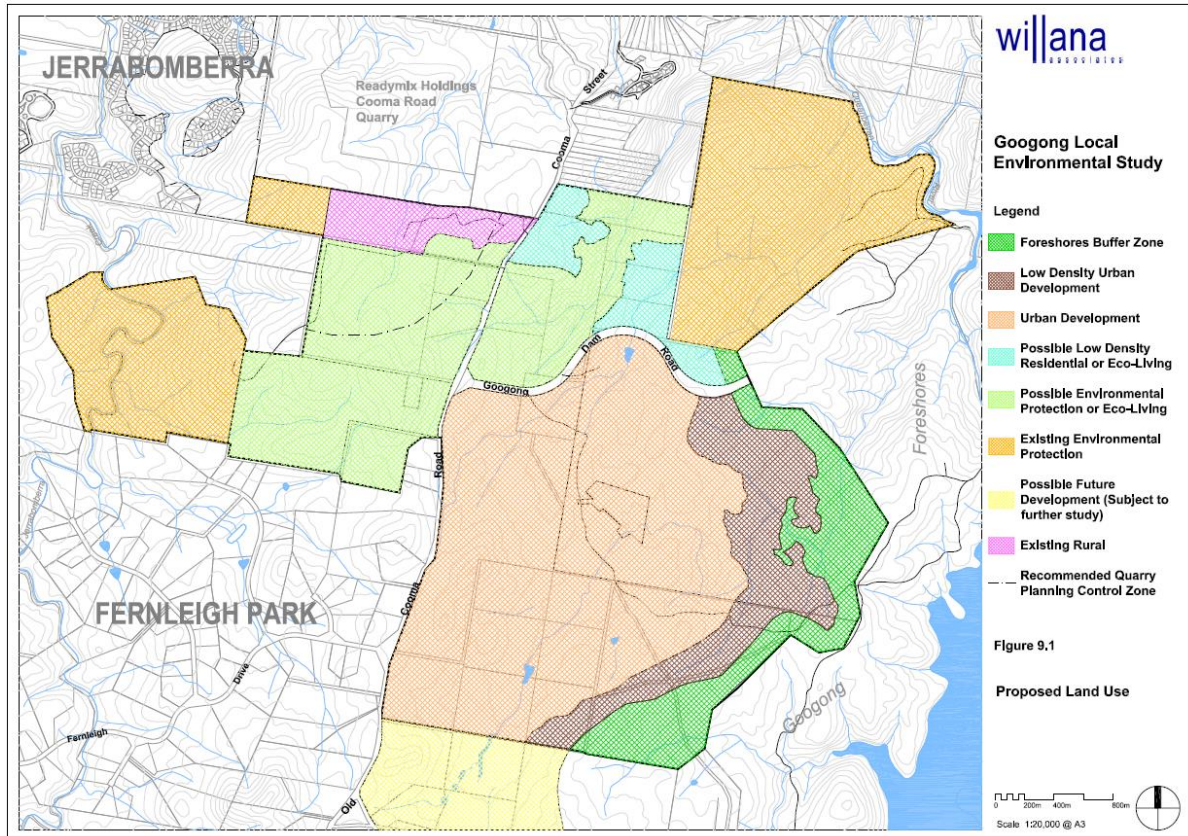 JERRABOMBERRA
Readymix Holdings
Cooma Road
Quarry
Street
Cooma
Dam
Road
Googong
Foreshores
Road
Cooma
FERNLEIGH PARK
Drive
Fernleigh
Old
Googong
Jerrabomberra
willana
associates
Googong Local
Environmental Study
Legend
Foreshores Buffer Zone
Low Density Urban
Development
Urban Development
Possible Low Density
Residential or Eco-Living
Possible Environmental
Protection or Eco-Living
Existing Environmental
Protection
Possible Future
Development (Subject to
further study)
Existing Rural
Recommended Quarry
Planning Control Zone
Figure 9.1
Proposed Land Use
0 200m 400m 800m
Scale 1:20,000 @ A3